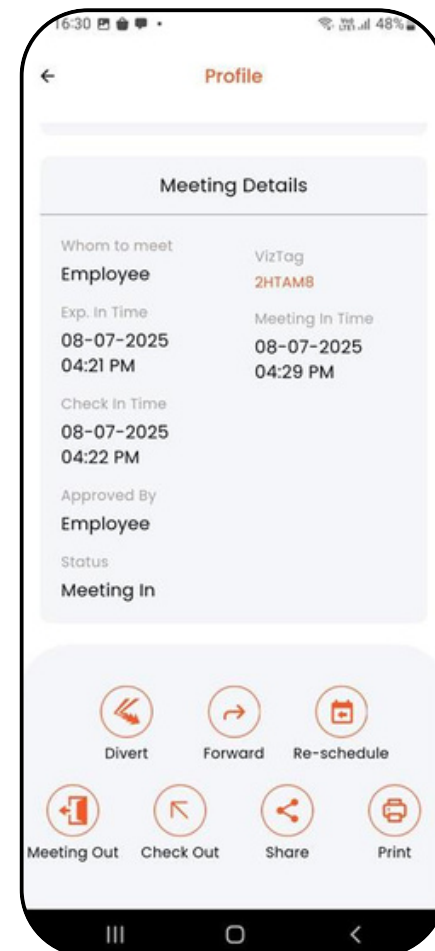 16:30
48%
Profile
Meeting Details
Whom to meet
Employee
VizTag
2HTAM8
Exp. In Time
08-07-2025
04:21 PM
Meeting In Time
08-07-2025
04:29 PM
Check In Time
08-07-2025
04:22 PM
Approved By
Employee
Status
Meeting In
Divert
Forward
Re-schedule
Meeting Out
Check Out
Share
Print